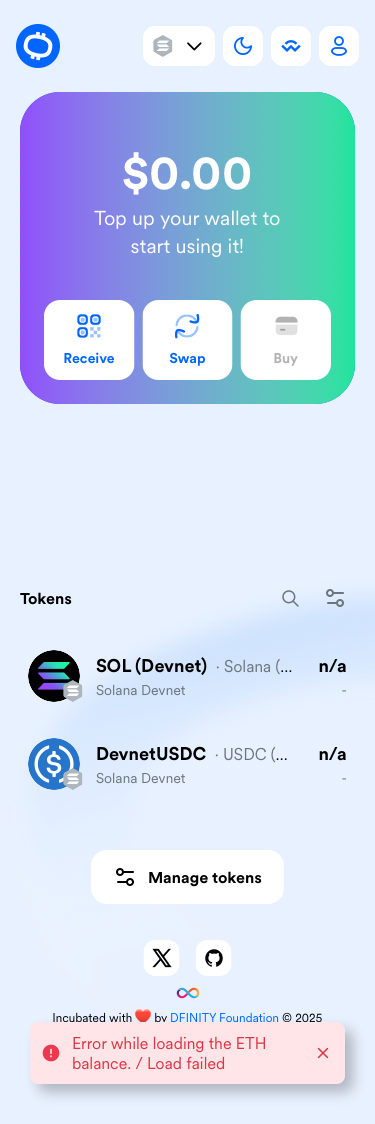 $0.00
Top up your wallet to
start using it!
Receive
Swap
Buy
Tokens
SOL (Devnet) · Solana (... n/a
Solana Devnet -
DevnetUSDC · USDC (... n/a
Solana Devnet -
Manage tokens
Incubated with ❤️ by DFINITY Foundation © 2025
Error while loading the ETH
balance. / Load failed